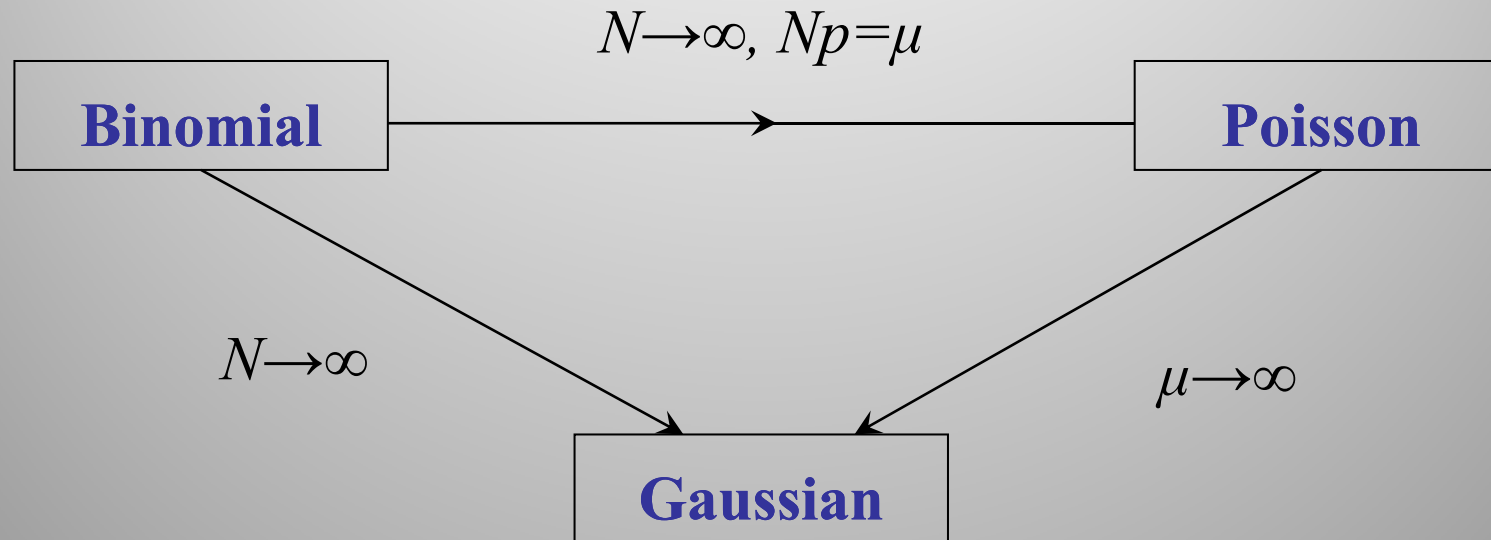 N→∞, Np=μ
Binomial
Poisson
N→∞
μ→∞
Gaussian